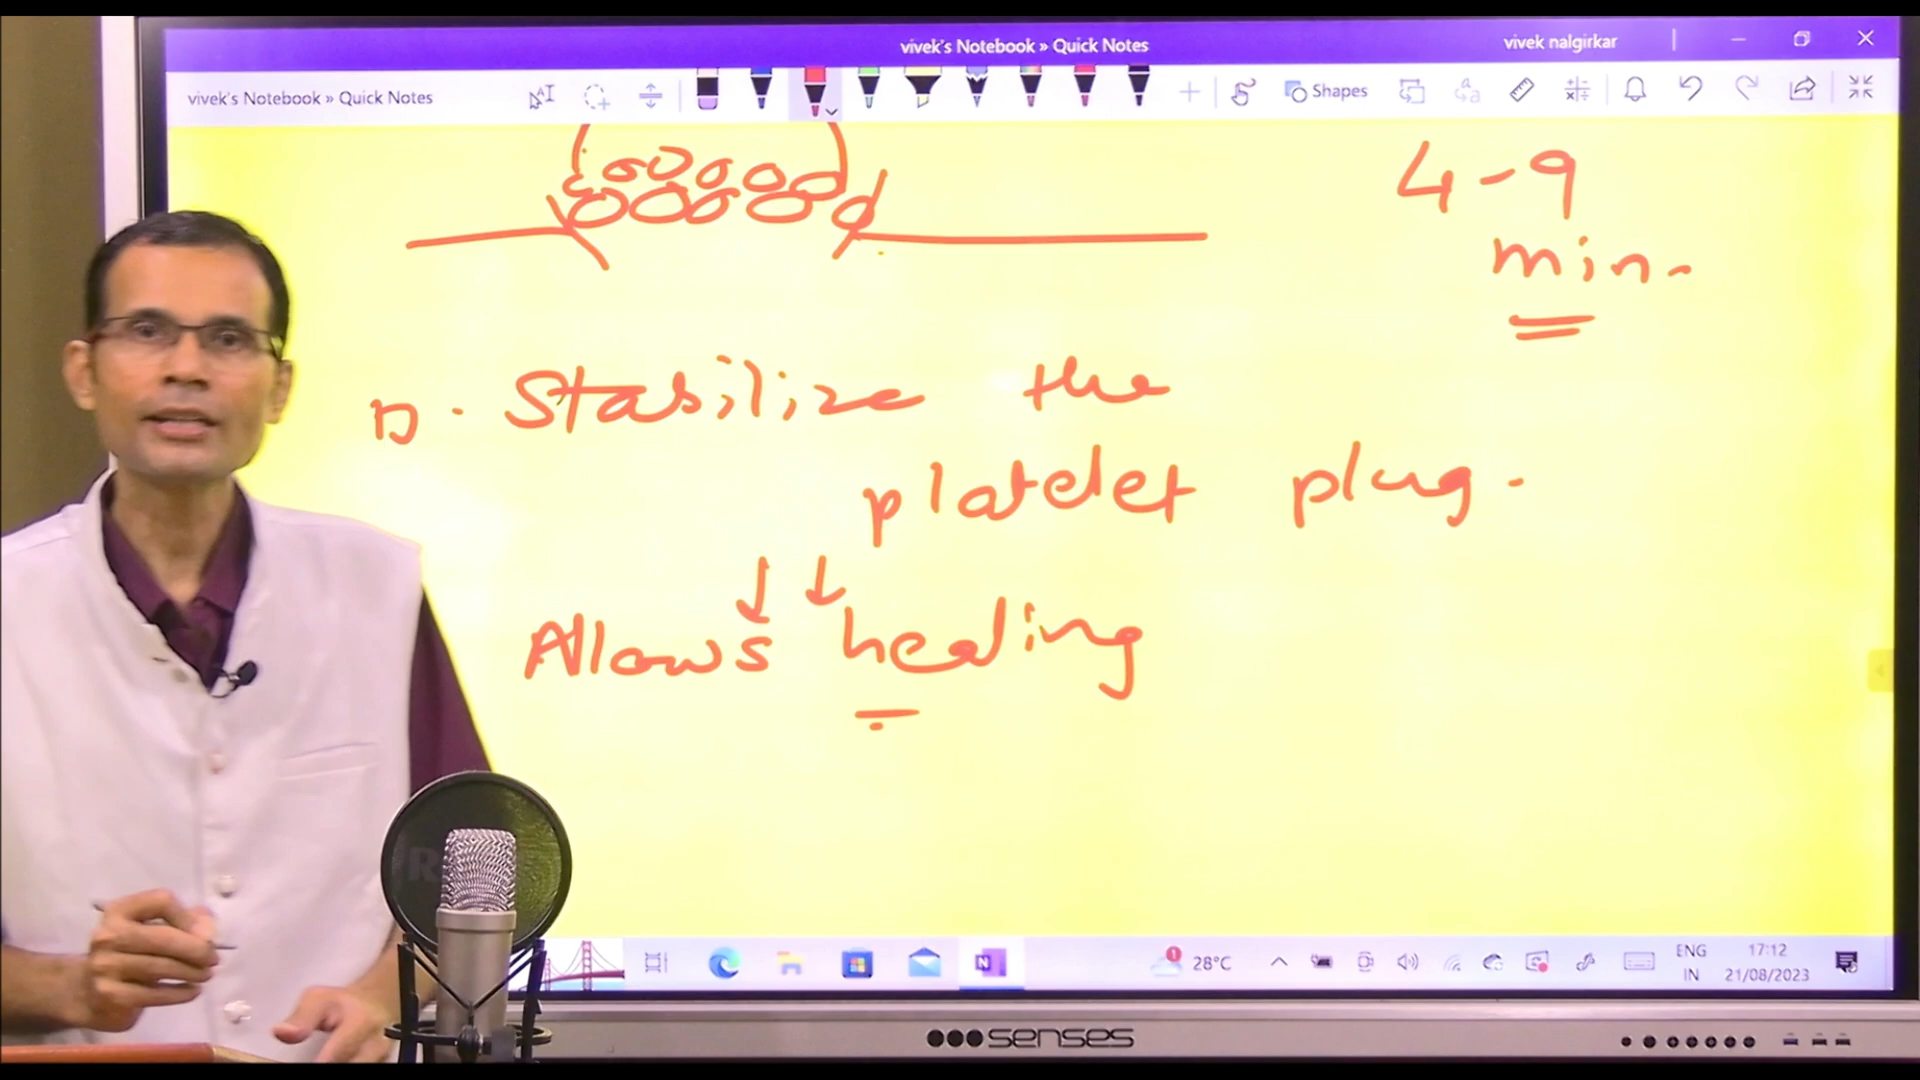 vivek's Notebook » Quick Notes
vivek nalgirkar
vivek's Notebook » Quick Notes
Shapes
4-9
min.
D. Stabilize the
platelet plug.
Allows healing
1
28°C
ENG
IN
17:12
21/08/2023
senses